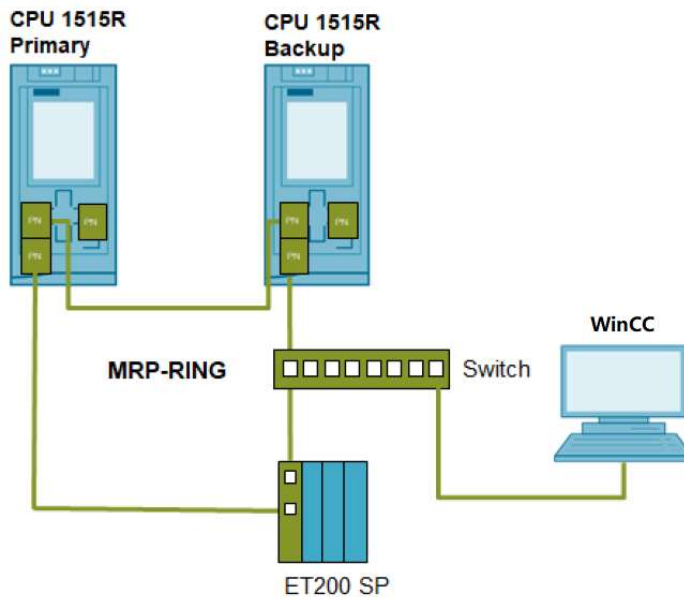 CPU 1515R
Primary
CPU 1515R
Backup
PN
PN
PN
PN
PN
PN
WinCC
MRP-RING
Switch
ET200 SP